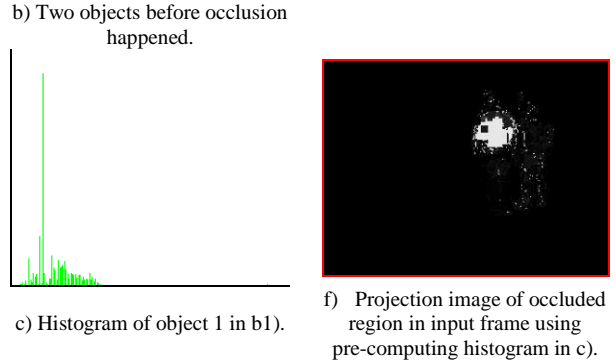 b) Two objects before occlusion
happened.
c) Histogram of object 1 in b1).
f) Projection image of occluded
region in input frame using
pre-computing histogram in c).